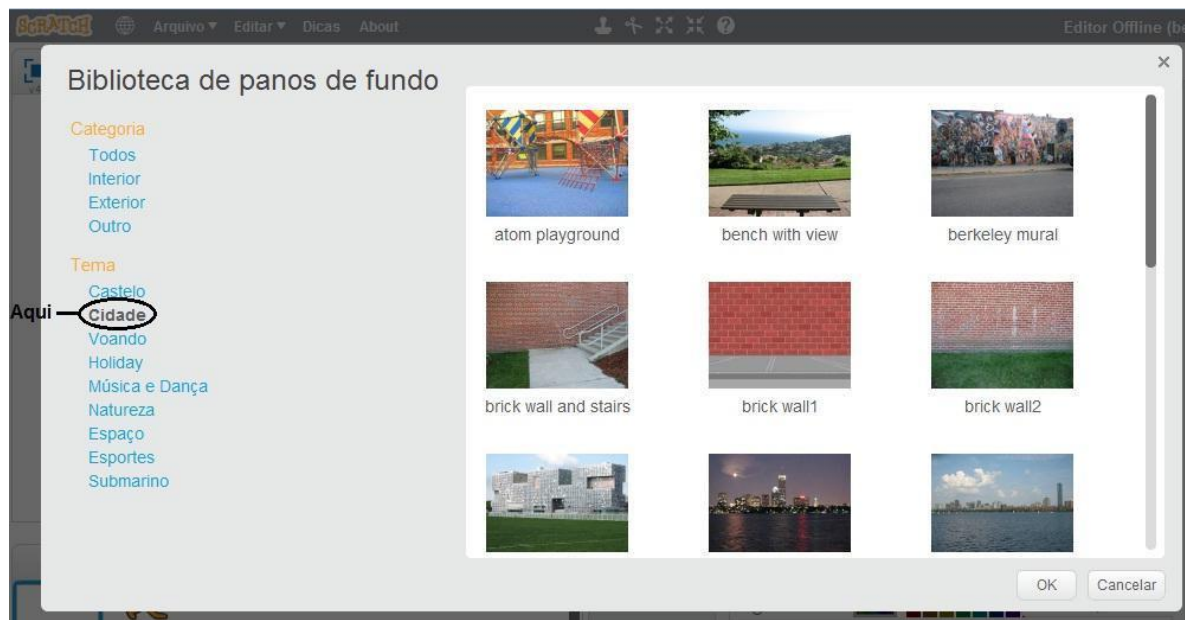 SCRATCH Arquivo Editar Dicas About Editor Offline (be
Biblioteca de panos de fundo
Categoria
Todos
Interior
Exterior
Outro
Tema
Castelo
Aqui
Cidade
Voando
Holiday
Música e Dança
Natureza
Espaço
Esportes
Submarino
atom playground
bench with view
berkeley mural
brick wall and stairs
brick wall1
brick wall2
OK
Cancelar